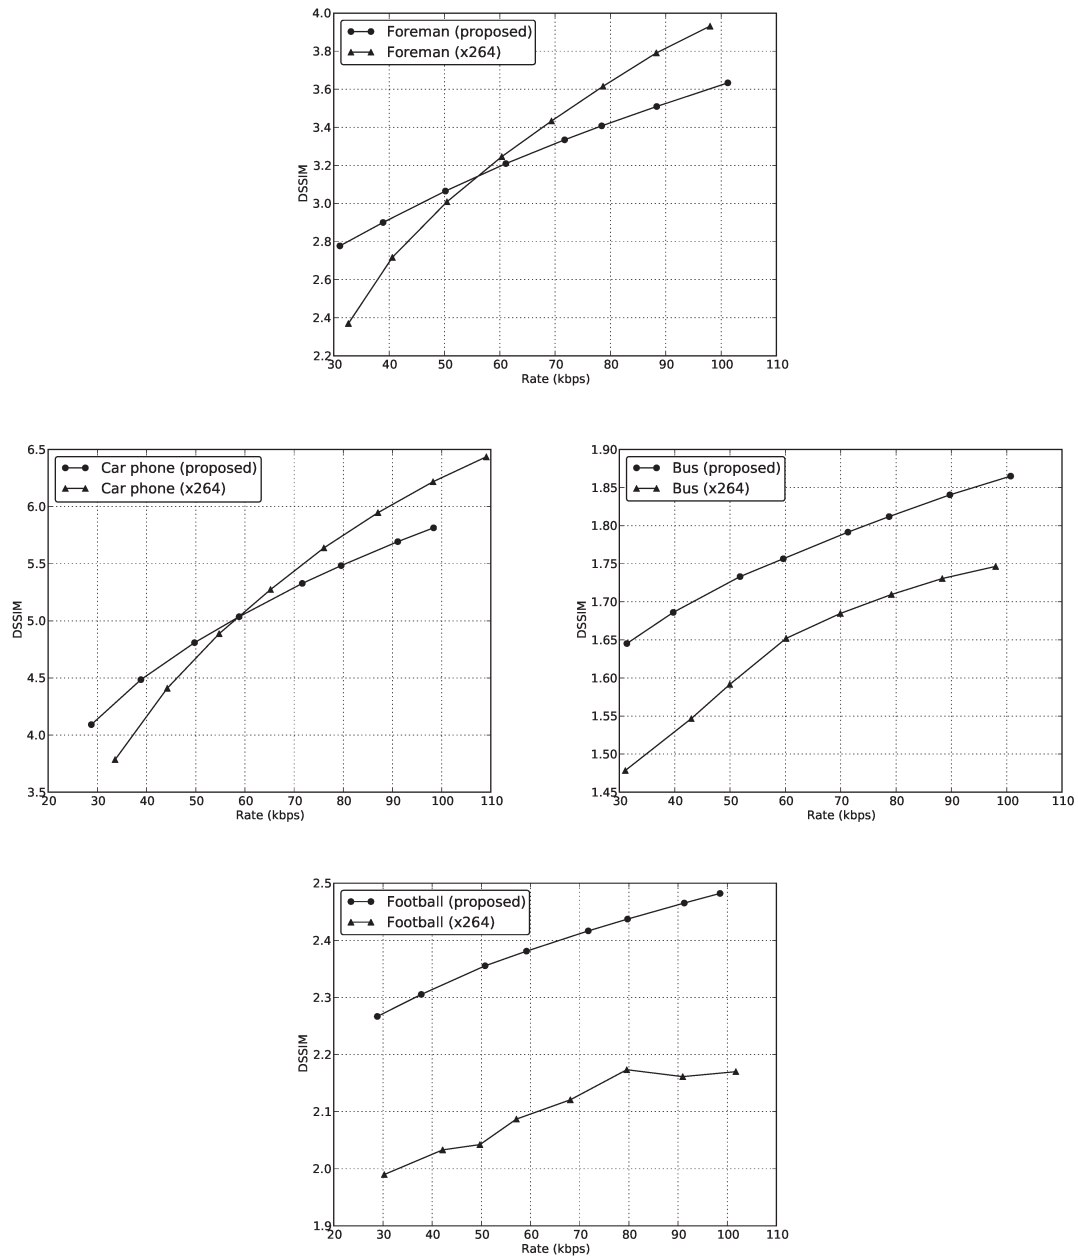 4.0
3.8
3.6
3.4
3.2
3.0
2.8
2.6
2.4
2.2
DSSIM
Foreman (proposed)
Foreman (x264)
30 40 50 60 70 80 90 100 110
Rate (kbps)
6.5
6.0
5.5
5.0
4.5
4.0
3.5
DSSIM
Car phone (proposed)
Car phone (x264)
20 30 40 50 60 70 80 90 100 110
Rate (kbps)
1.90
1.85
1.80
1.75
1.70
1.65
1.60
1.55
1.50
1.45
DSSIM
Bus (proposed)
Bus (x264)
30 40 50 60 70 80 90 100 110
Rate (kbps)
2.5
2.4
2.3
2.2
2.1
2.0
1.9
DSSIM
Football (proposed)
Football (x264)
20 30 40 50 60 70 80 90 100 110
Rate (kbps)